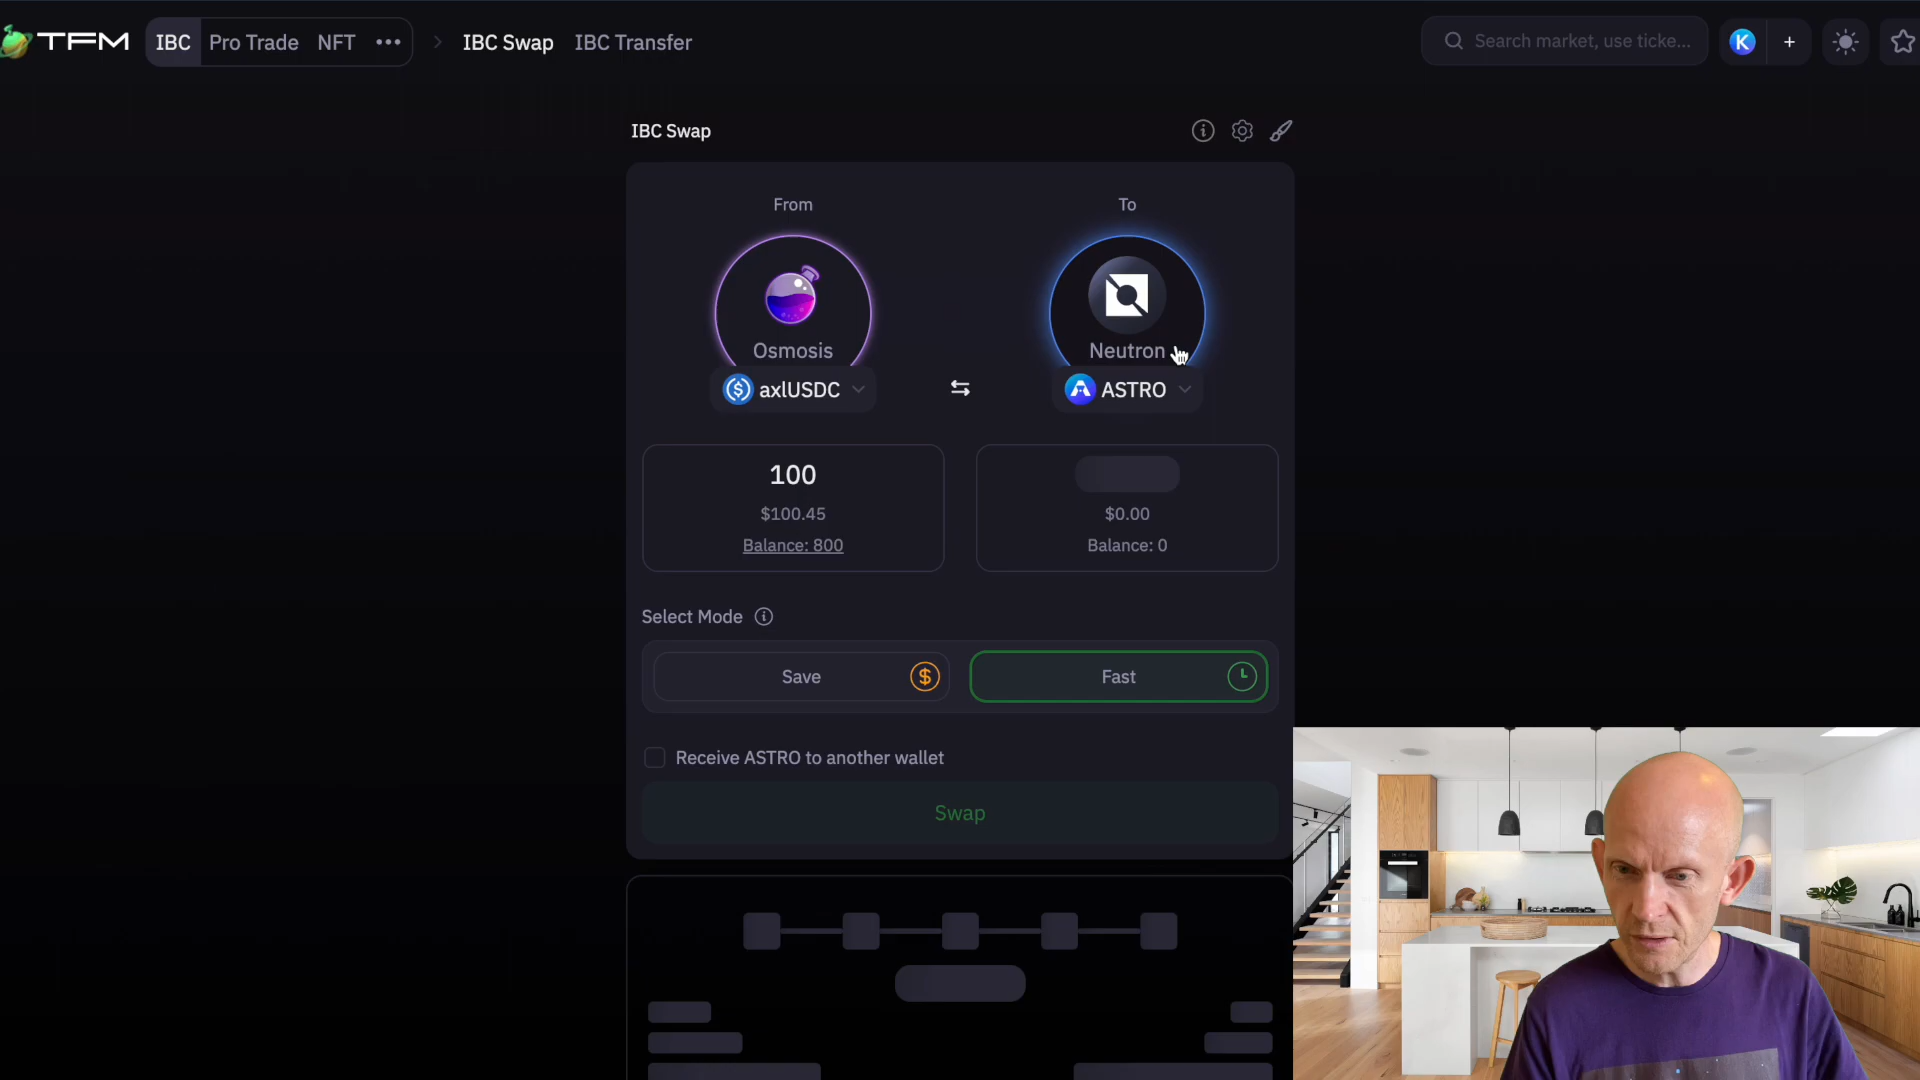 TFM IBC Pro Trade NFT ••• > IBC Swap IBC Transfer Search market, use ticke... K +
IBC Swap
From To
Osmosis Neutron
axlUSDC ASTRO
100
$100.45 $0.00
Balance: 800 Balance: 0
Select Mode
Save $ Fast
Receive ASTRO to another wallet
Swap